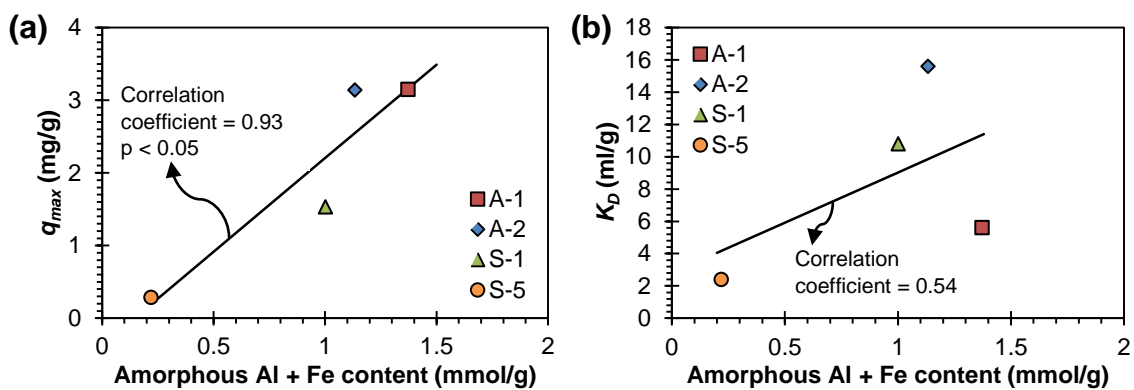 (a)
4
3
2
1
0
q_max (mg/g)
Correlation
coefficient = 0.93
p < 0.05
A-1
A-2
S-1
S-5
0 0.5 1 1.5 2
Amorphous Al + Fe content (mmol/g)
(b)
18
16
14
12
10
8
6
4
2
0
K_D (ml/g)
A-1
A-2
S-1
S-5
Correlation
coefficient = 0.54
0 0.5 1 1.5 2
Amorphous Al + Fe content (mmol/g)